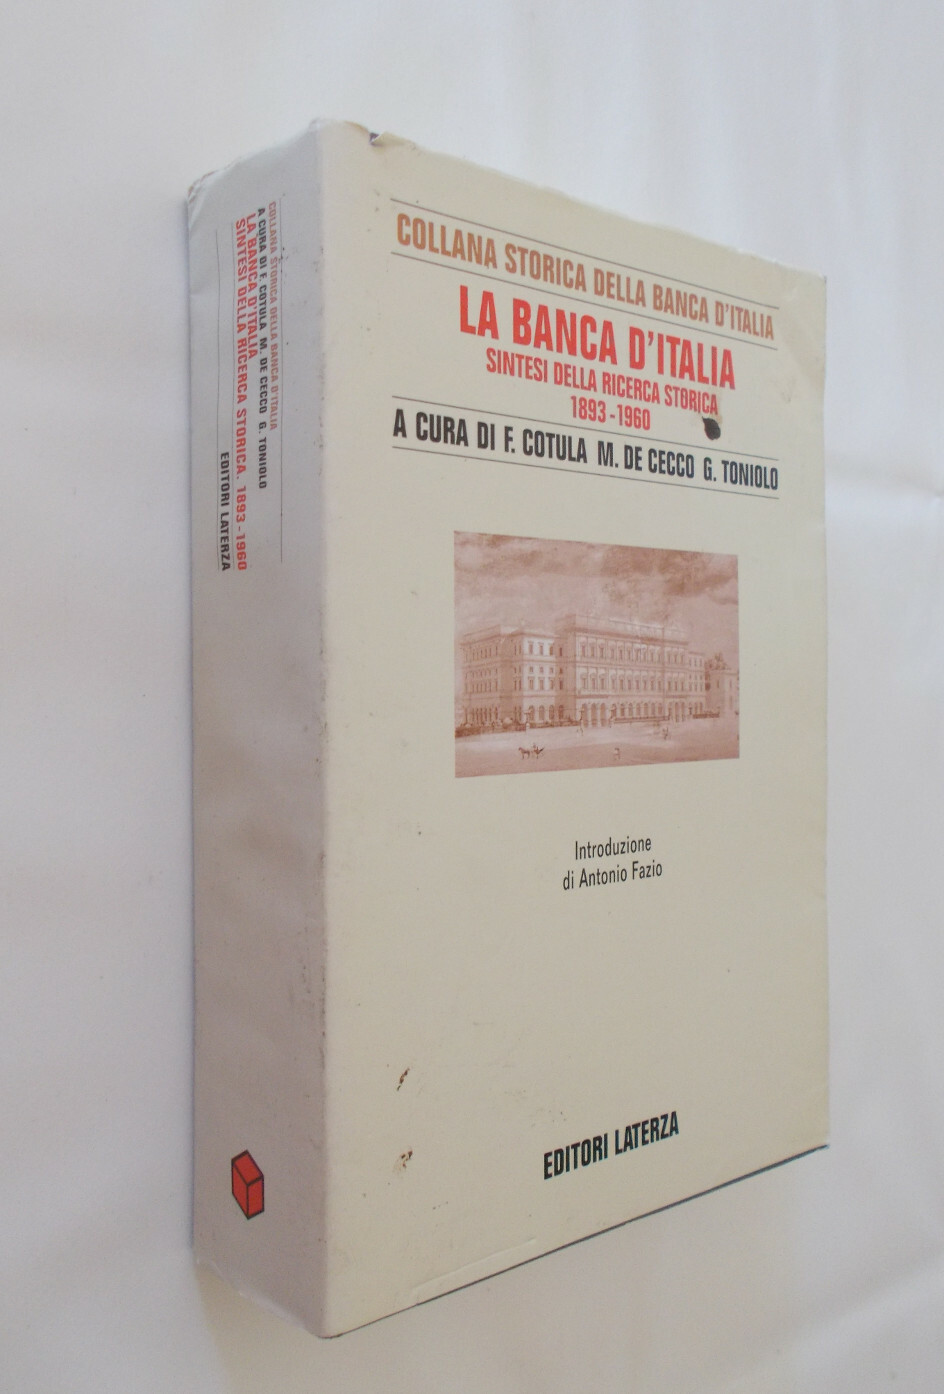 COLLANA STORICA DELLA BANCA D'ITALIA
A CURA DI F. COTULA M. DE CECCO G. TONIOLO
LA BANCA D'ITALIA
SINTESI DELLA RICERCA STORICA. 1893-1960
EDITORI LATERZA
COLLANA STORICA DELLA BANCA D'ITALIA
LA BANCA D'ITALIA
SINTESI DELLA RICERCA STORICA
1893-1960
A CURA DI F. COTULA M. DE CECCO G. TONIOLO
Introduzione
di Antonio Fazio
EDITORI LATERZA